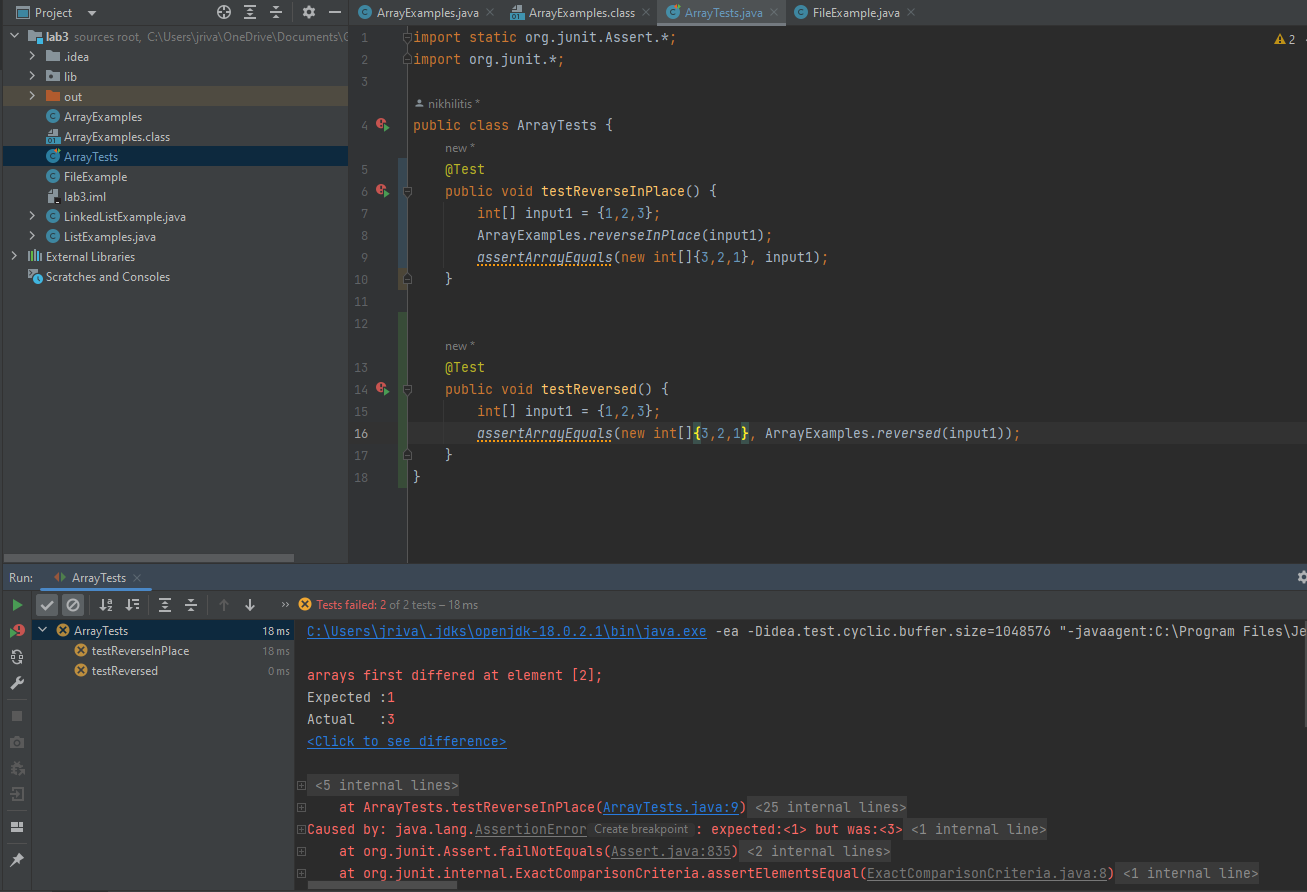 Project
ArrayExamples.java
ArrayExamples.class
ArrayTests.java
FileExample.java
lab3 sources root, C:\Users\jriva\OneDrive\Documents\
.idea
lib
out
ArrayExamples
ArrayExamples.class
ArrayTests
FileExample
lab3.iml
LinkedListExample.java
ListExamples.java
External Libraries
Scratches and Consoles
2
1 import static org.junit.Assert.*;
2 import org.junit.*;
3
nikhilitis *
4 public class ArrayTests {
new *
5 @Test
6 public void testReverseInPlace() {
7 int[] input1 = {1,2,3};
8 ArrayExamples.reverseInPlace(input1);
9 assertArrayEquals(new int[]{3,2,1}, input1);
10 }
11
12
new *
13 @Test
14 public void testReversed() {
15 int[] input1 = {1,2,3};
16 assertArrayEquals(new int[]{3,2,1}, ArrayExamples.reversed(input1));
17 }
18 }
Run: ArrayTests
Tests failed: 2 of 2 tests – 18 ms
ArrayTests 18 ms
testReverseInPlace 18 ms
testReversed 0 ms
C:\Users\jriva\.jdks\openjdk-18.0.2.1\bin\java.exe -ea -Didea.test.cyclic.buffer.size=1048576 "-javaagent:C:\Program Files\Je
arrays first differed at element [2];
Expected :1
Actual :3
<Click to see difference>
<5 internal lines>
at ArrayTests.testReverseInPlace(ArrayTests.java:9) <25 internal lines>
Caused by: java.lang.AssertionError Create breakpoint : expected:<1> but was:<3> <1 internal line>
at org.junit.Assert.failNotEquals(Assert.java:835) <2 internal lines>
at org.junit.internal.ExactComparisonCriteria.assertElementsEqual(ExactComparisonCriteria.java:8) <1 internal line>